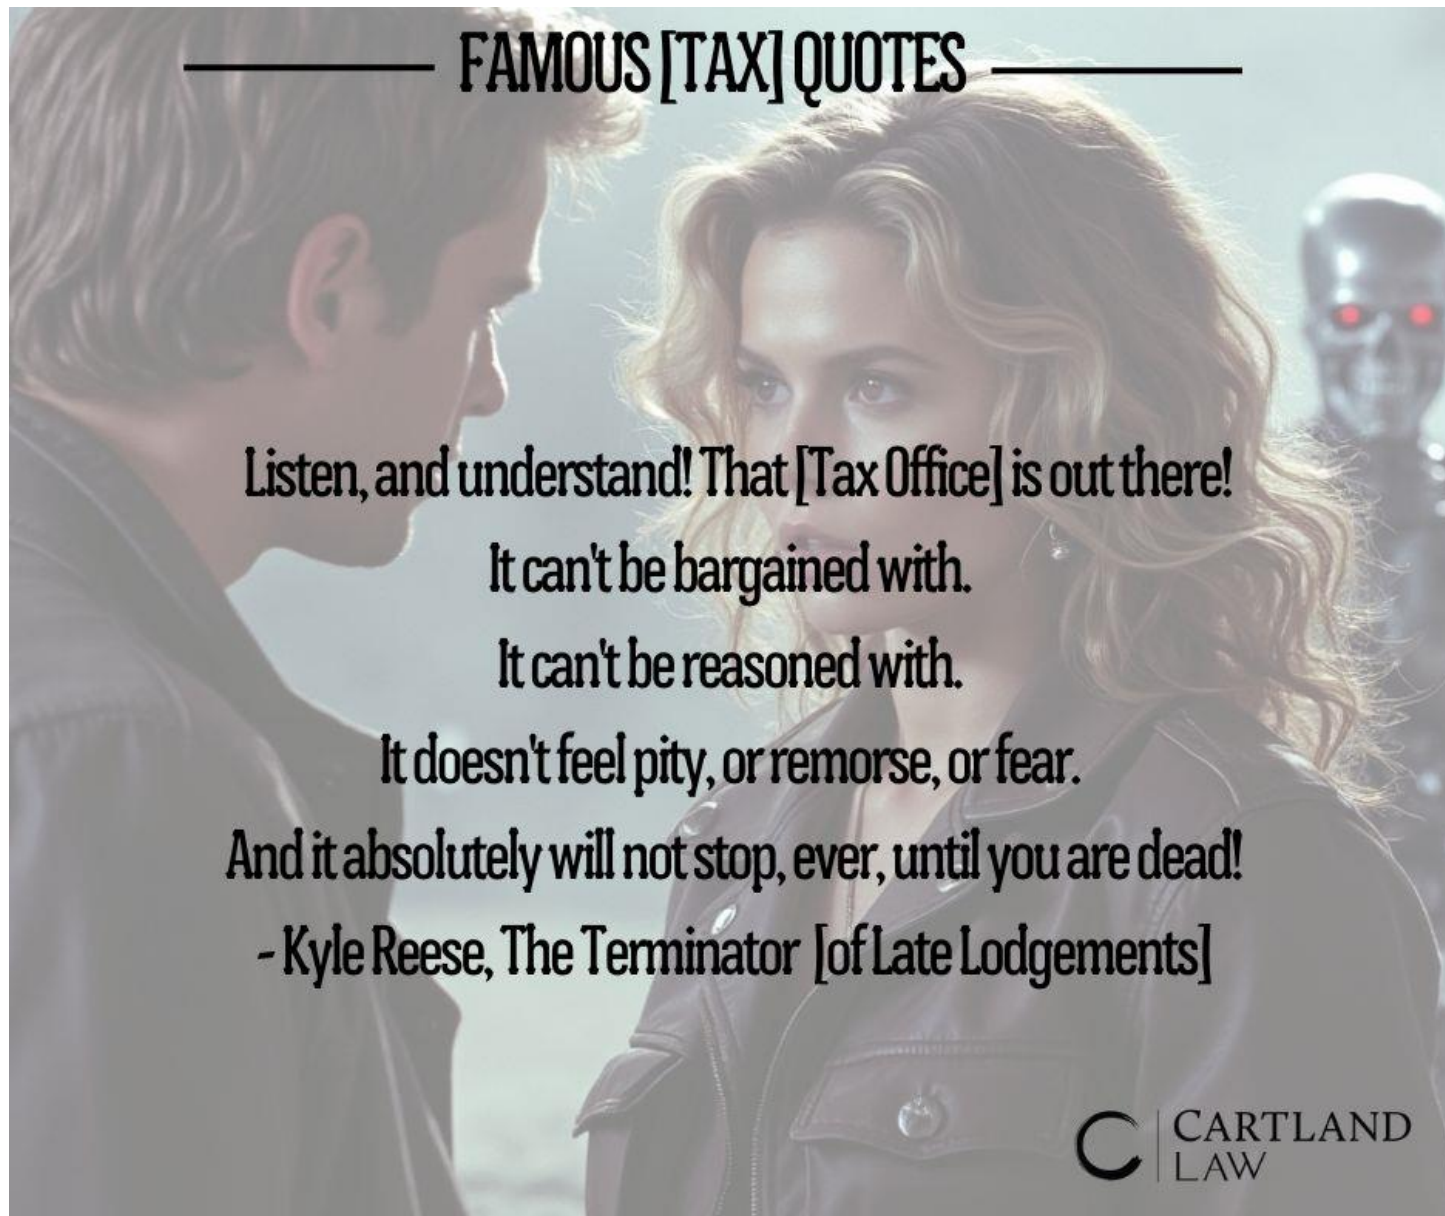 FAMOUS [TAX] QUOTES
Listen, and understand! That [Tax Office] is out there!
It can't be bargained with.
It can't be reasoned with.
It doesn't feel pity, or remorse, or fear.
And it absolutely will not stop, ever, until you are dead!
- Kyle Reese, The Terminator [of Late Lodgements]
CARTLAND
LAW